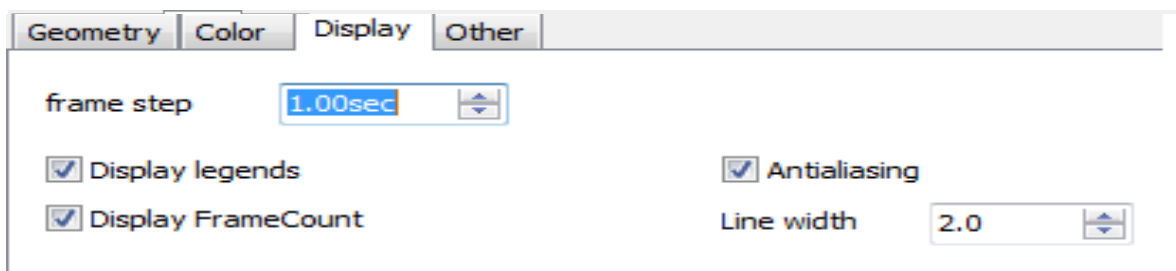 Geometry Color Display Other
frame step 1.00sec
Display legends Antialiasing
Display FrameCount Line width 2.0